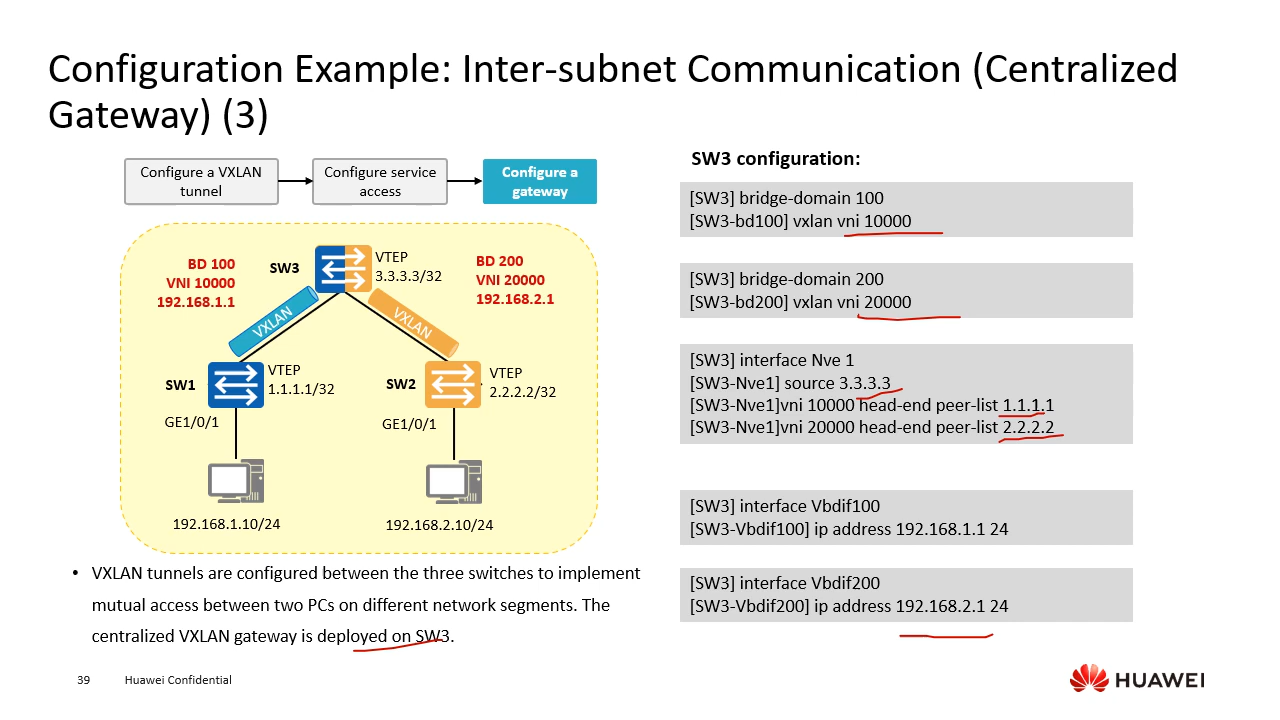 Configuration Example: Inter-subnet Communication (Centralized
Gateway) (3)
Configure a VXLAN
tunnel
Configure service
access
Configure a
gateway
BD 100
VNI 10000
192.168.1.1
SW3
VTEP
3.3.3.3/32
BD 200
VNI 20000
192.168.2.1
VXLAN
VXLAN
SW1
VTEP
1.1.1.1/32
SW2
VTEP
2.2.2.2/32
GE1/0/1
GE1/0/1
192.168.1.10/24
192.168.2.10/24
• VXLAN tunnels are configured between the three switches to implement
mutual access between two PCs on different network segments. The
centralized VXLAN gateway is deployed on SW3.
SW3 configuration:
[SW3] bridge-domain 100
[SW3-bd100] vxlan vni 10000
[SW3] bridge-domain 200
[SW3-bd200] vxlan vni 20000
[SW3] interface Nve 1
[SW3-Nve1] source 3.3.3.3
[SW3-Nve1]vni 10000 head-end peer-list 1.1.1.1
[SW3-Nve1]vni 20000 head-end peer-list 2.2.2.2
[SW3] interface Vbdif100
[SW3-Vbdif100] ip address 192.168.1.1 24
[SW3] interface Vbdif200
[SW3-Vbdif200] ip address 192.168.2.1 24
39 Huawei Confidential
HUAWEI